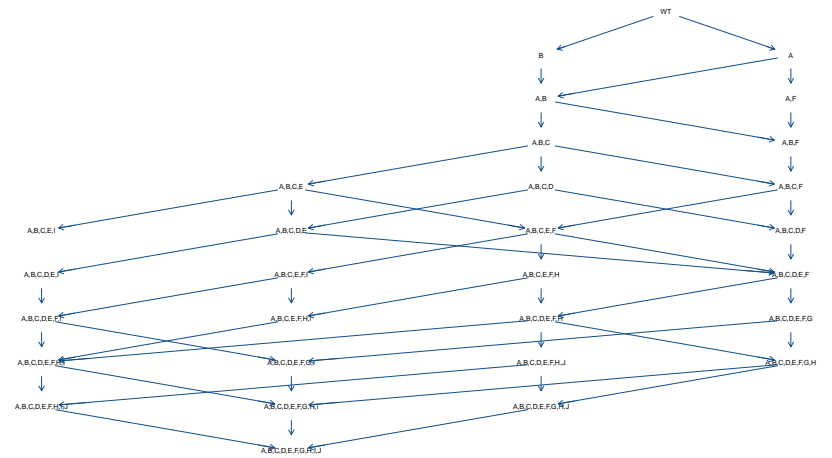 WT
B
A
A,B
A,F
A,B,C
A,B,F
A,B,C,E
A,B,C,D
A,B,C,F
A,B,C,E,I
A,B,C,D,E
A,B,C,E,F
A,B,C,D,F
A,B,C,D,E,I
A,B,C,E,F,I
A,B,C,E,F,H
A,B,C,D,E,F
A,B,C,D,E,F,I
A,B,C,E,F,H,I
A,B,C,D,E,F,H
A,B,C,D,E,F,G
A,B,C,D,E,F,H,I
A,B,C,D,E,F,G,I
A,B,C,D,E,F,H,J
A,B,C,D,E,F,G,H
A,B,C,D,E,F,H,I,J
A,B,C,D,E,F,G,H,I
A,B,C,D,E,F,G,H,J
A,B,C,D,E,F,G,H,I,J